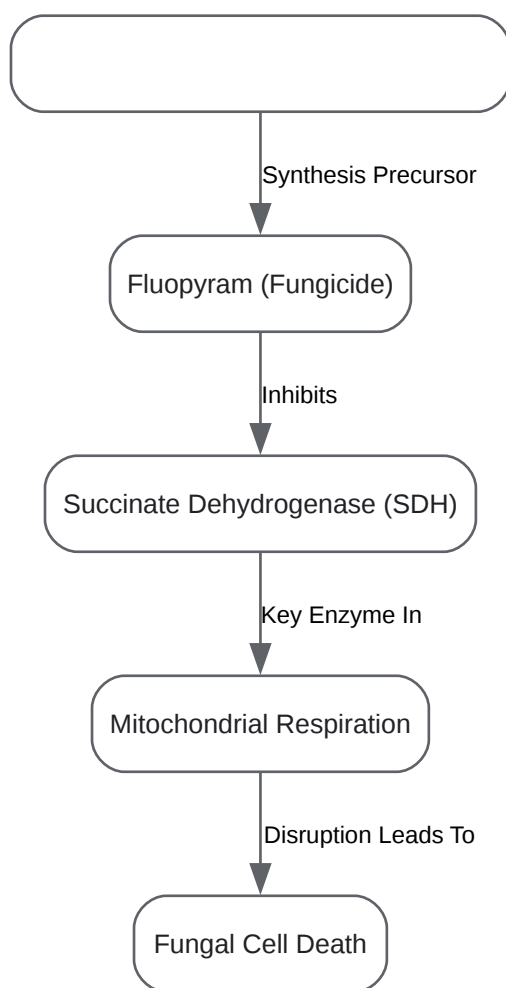 Synthesis Precursor
Fluopyram (Fungicide)
Inhibits
Succinate Dehydrogenase (SDH)
Key Enzyme In
Mitochondrial Respiration
Disruption Leads To
Fungal Cell Death